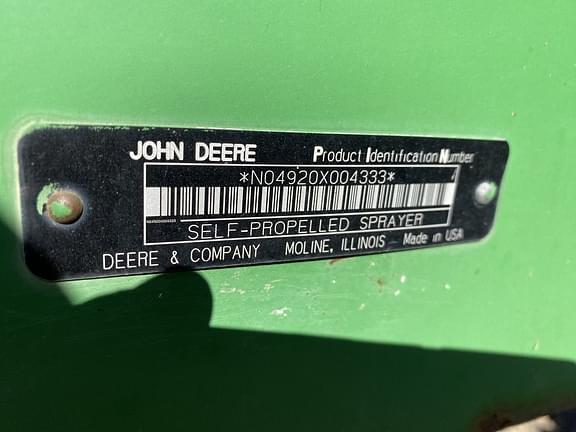 JOHN DEERE Product Identification Number
*N04920X004333*
SELF-PROPELLED SPRAYER
DEERE & COMPANY MOLINE, ILLINOIS Made in USA